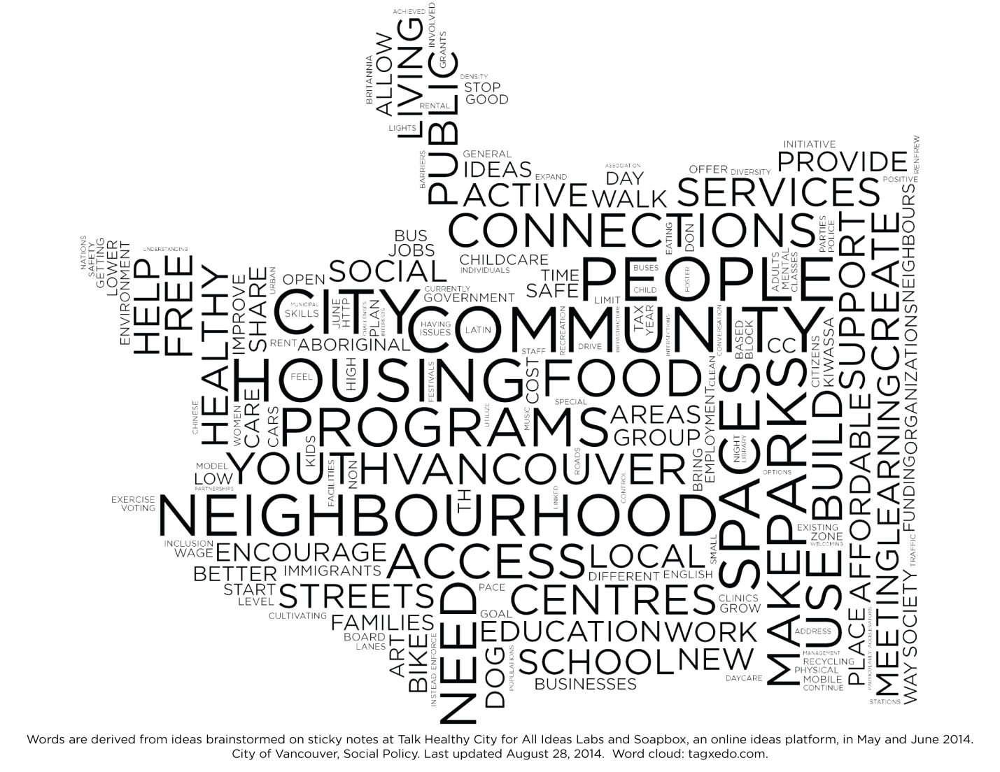 ACHIEVED
LIVING
INVOLVED
GRANTS
ALLOW
BRITANNIA
PUBLIC
DENSITY
STOP
GOOD
RENTAL
LIGHTS
BARRIERS
GENERAL
IDEAS
EXPAND
ASSOCIATION
DAY
OFFER
DIVERSITY
INITIATIVE
PROVIDE
RENFREW
POSITIVE
ACTIVE
WALK
SERVICES
CONNECTIONS
EATING
DON
PARTIES
POLICE
SUPPORT
CREATE
NEIGHBOURS
BUS
JOBS
NATIONS
SAFETY
GETTING
LOWER
ENVIRONMENT
UNDERSTANDING
HELP
FREE
HEALTHY
IMPROVE
SHARE
URBAN
OPEN
SOCIAL
CHILDCARE
INDIVIDUALS
TIME
SAFE
PEOPLE
BUSES
CHILD
FOSTER
ADULTS
MENTAL
CLASSES
CITY
MUNICIPAL
SKILLS
JUNE
HTTP
CHALLENGES
PLAN
INTERESTS
CURRENTLY
GOVERNMENT
LIMIT
COMMUNITY
HAVING
ISSUES
LATIN
STAFF
RECREATION
DRIVE
INFRASTRUCTURE
TAX
YEAR
INTERSECTIONS
CONVERSATION
BASED
BLOCK
CC
CITIZENS
KIWASSA
RENT
ABORIGINAL
HOUSING
FEEL
HIGH
FESTIVALS
COST
FOOD
CLEAN
SPACES
PARKS
CHINESE
WOMEN
CARE
CARS
KIDS
PROGRAMS
UTILIZE
MUSIC
SPECIAL
AREAS
GROUP
EMPLOYMENT
BRING
NIGHT
LIBRARY
BUILD
AFFORDABLE
LEARNING
ORGANIZATIONS
FUNDING
MODEL
LOW
PARTNERSHIPS
YOUTH
FACILITIES
NON
VANCOUVER
ROADS
CONTROL
LINKED
OPTIONS
EXERCISE
VOTING
NEIGHBOURHOOD
TH
EXISTING
ZONE
WELCOMING
INCLUSION
WAGE
ENCOURAGE
ACCESS
LOCAL
SMALL
BETTER
IMMIGRANTS
DIFFERENT
ENGLISH
MAKE
USE
TRAFFIC
START
LEVEL
STREETS
NEED
PACE
CENTRES
CLINICS
GROW
CULTIVATING
FAMILIES
GOAL
EDUCATION
WORK
ADDRESS
PLACE
PARTICULARLY
ACCELERATORS
MEETING
SOCIETY
WAY
BOARD
LANES
ART
BIKE
ENFORCE
INSTEAD
DOG
POPULATIONS
SCHOOL
NEW
BUSINESSES
DAYCARE
MANAGEMENT
RECYCLING
PHYSICAL
MOBILE
CONTINUE
STATIONS
Words are derived from ideas brainstormed on sticky notes at Talk Healthy City for All Ideas Labs and Soapbox, an online ideas platform, in May and June 2014.
City of Vancouver, Social Policy. Last updated August 28, 2014. Word cloud: tagxedo.com.